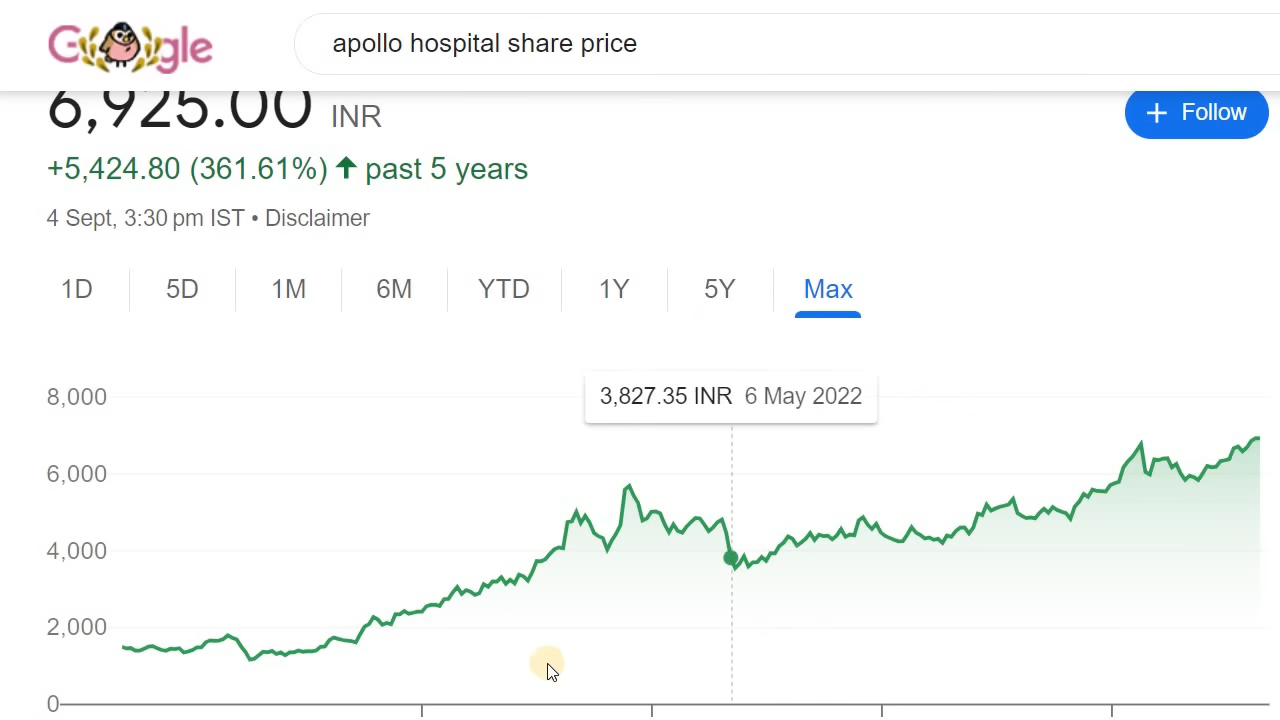 Google
apollo hospital share price
6,925.00 INR
Follow
+5,424.80 (361.61%) past 5 years
4 Sept, 3:30 pm IST • Disclaimer
1D 5D 1M 6M YTD 1Y 5Y Max
3,827.35 INR 6 May 2022
8,000
6,000
4,000
2,000
0